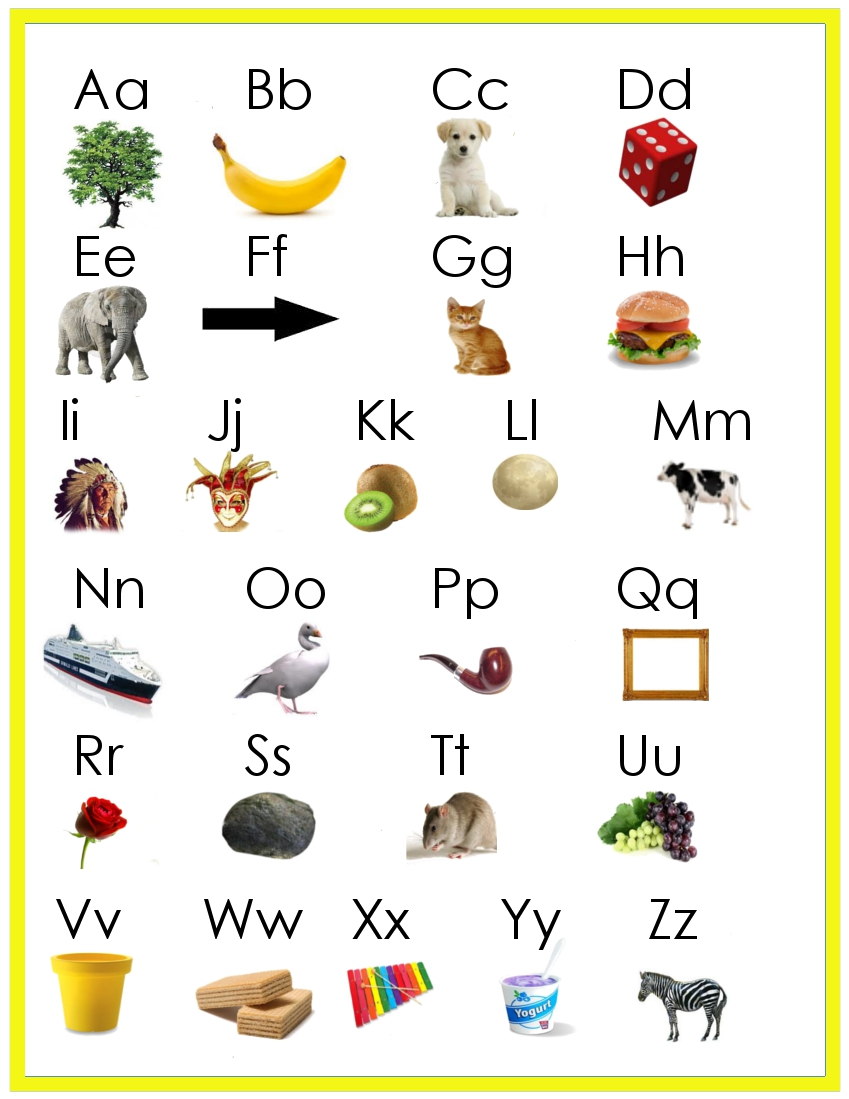 Aa Bb Cc Dd
Ee Ff Gg Hh
Ii Jj Kk Ll Mm
Nn Oo Pp Qq
Rr Ss Tt Uu
Vv Ww Xx Yy Zz
Yogurt